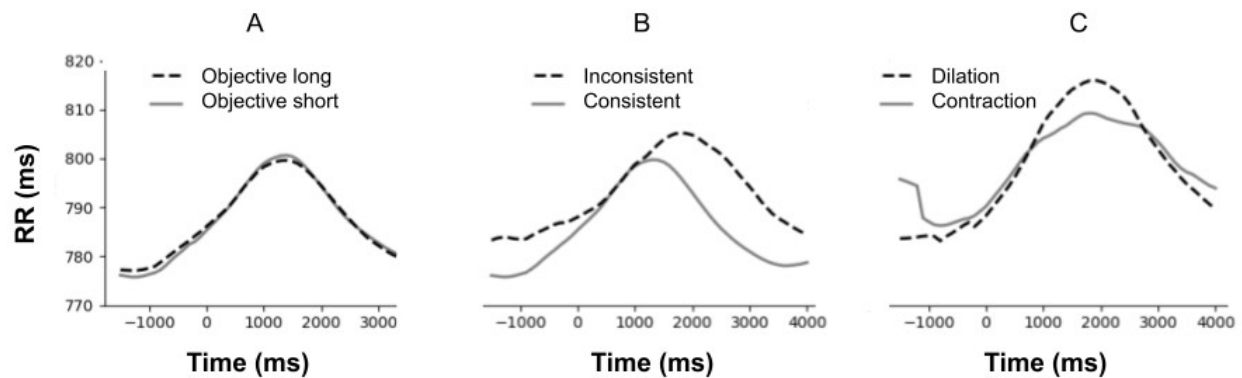 A
B
C
820
810
800
790
780
770
RR (ms)
Objective long
Objective short
Inconsistent
Consistent
Dilation
Contraction
−1000 0 1000 2000 3000
−1000 0 1000 2000 3000 4000
−1000 0 1000 2000 3000 4000
Time (ms)
Time (ms)
Time (ms)